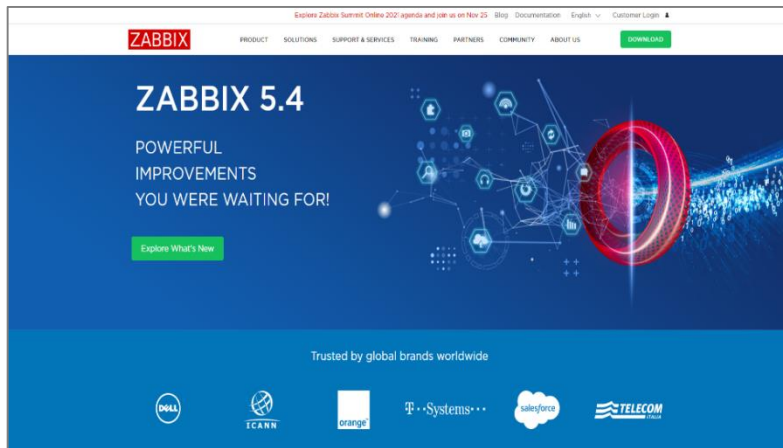 Explore Zabbix Summit Online 2021 agenda and join us on Nov 25 Blog Documentation English Customer Login
ZABBIX PRODUCT SOLUTIONS SUPPORT & SERVICES TRAINING PARTNERS COMMUNITY ABOUT US DOWNLOAD
ZABBIX 5.4
POWERFUL
IMPROVEMENTS
YOU WERE WAITING FOR!
Explore What's New
Trusted by global brands worldwide
DELL ICANN orange T··Systems··· salesforce TELECOM
ITALIA